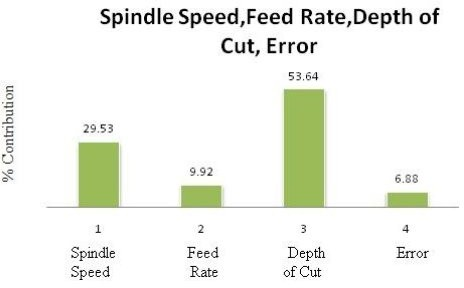 Spindle Speed,Feed Rate,Depth of
Cut, Error
% Contribution
29.53
9.92
53.64
6.88
1
2
3
4
Spindle
Speed
Feed
Rate
Depth
of Cut
Error